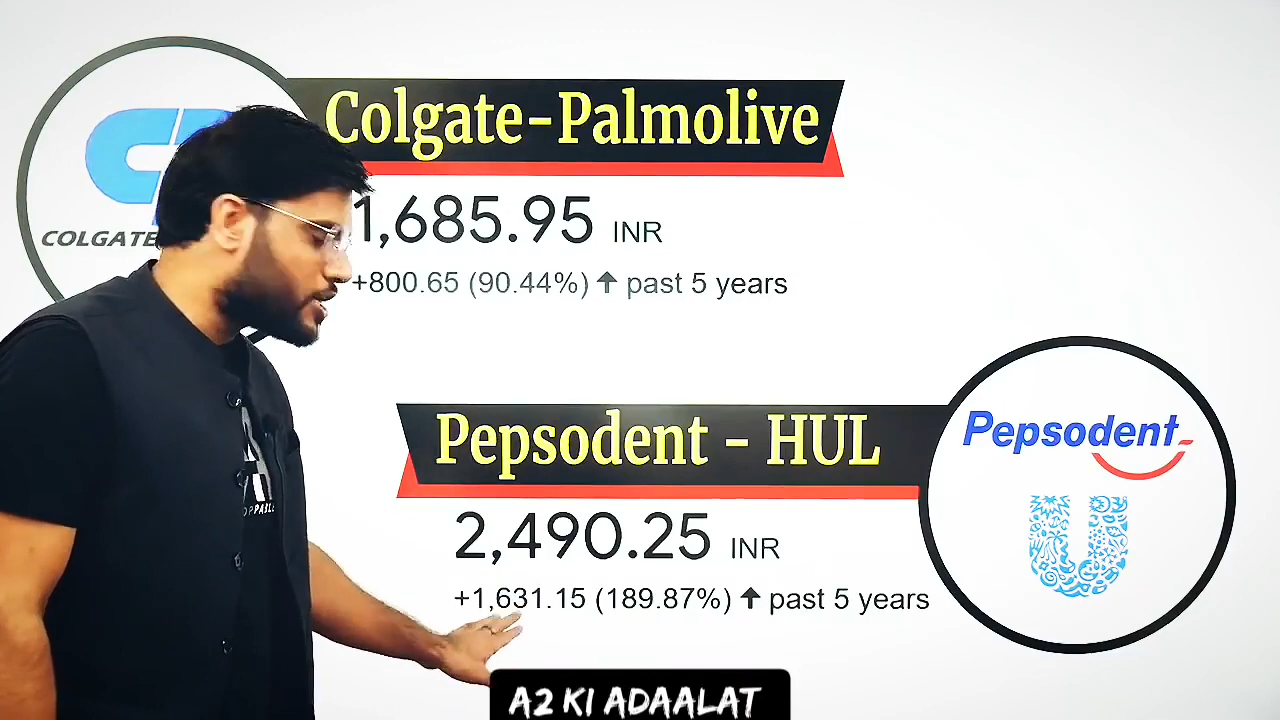 Colgate-Palmolive
COLGATE
1,685.95 INR
+800.65 (90.44%) ↑ past 5 years
Pepsodent - HUL
Pepsodent
2,490.25 INR
+1,631.15 (189.87%) ↑ past 5 years
A2 KI ADAALAT